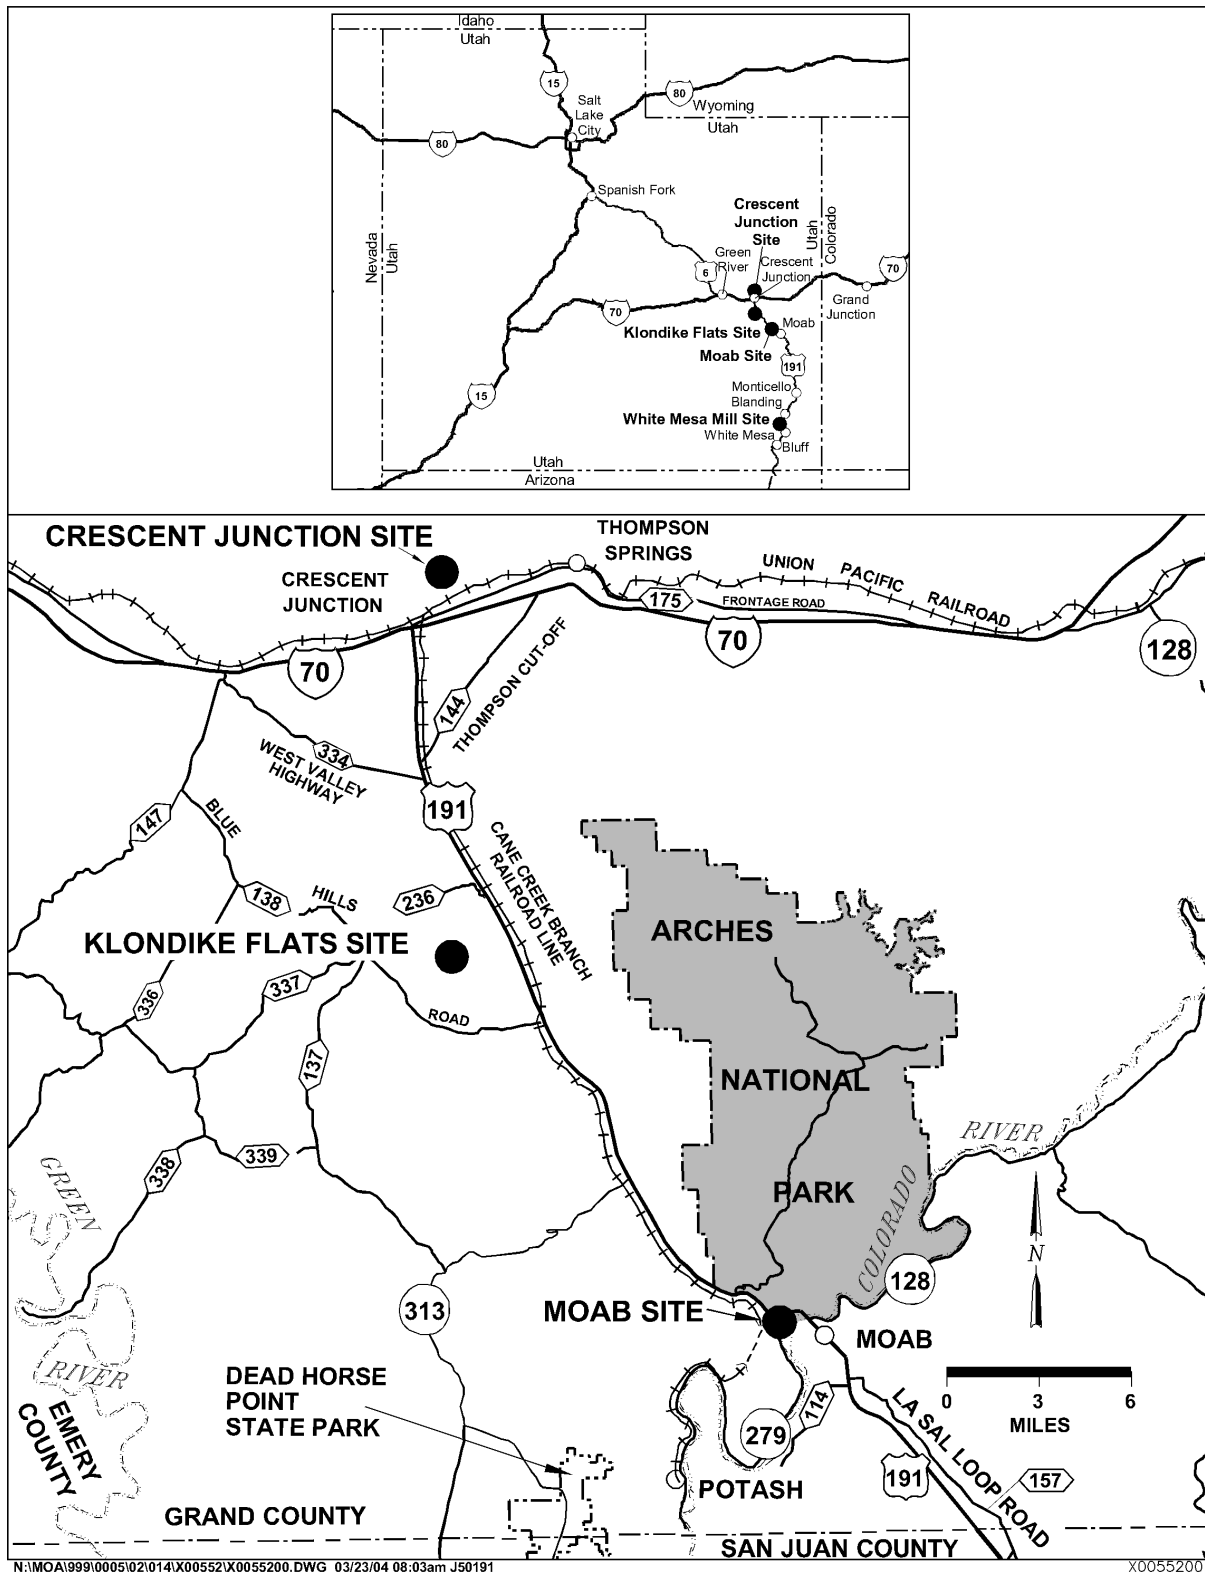 Idaho
Utah
15
Salt
Lake
City
80
Wyoming
Utah
80
Spanish Fork
Nevada
Utah
Crescent
Junction
Site
Utah
Colorado
Green
River
6
Crescent
Junction
70
Grand
Junction
70
Klondike Flats Site
Moab
Moab Site
191
15
Monticello
Blanding
White Mesa Mill Site
White Mesa
Bluff
Utah
Arizona
CRESCENT JUNCTION SITE
THOMPSON
SPRINGS
CRESCENT
JUNCTION
UNION PACIFIC RAILROAD
175
FRONTAGE ROAD
70
70
128
144
THOMPSON CUT-OFF
334
WEST VALLEY
HIGHWAY
191
147
BLUE
HILLS
ROAD
138
236
CANE CREEK BRANCH
RAILROAD LINE
KLONDIKE FLATS SITE
ARCHES
NATIONAL
PARK
336
337
137
338
339
GREEN
RIVER
RIVER
COLORADO
N
128
313
MOAB SITE
MOAB
DEAD HORSE
POINT
STATE PARK
0 3 6
MILES
EMERY
COUNTY
114
279
LA SAL LOOP ROAD
157
191
POTASH
GRAND COUNTY
SAN JUAN COUNTY
N:\MOA\999\0005\02\014\X00552\X0055200.DWG 03/23/04 08:03am J50191
X0055200